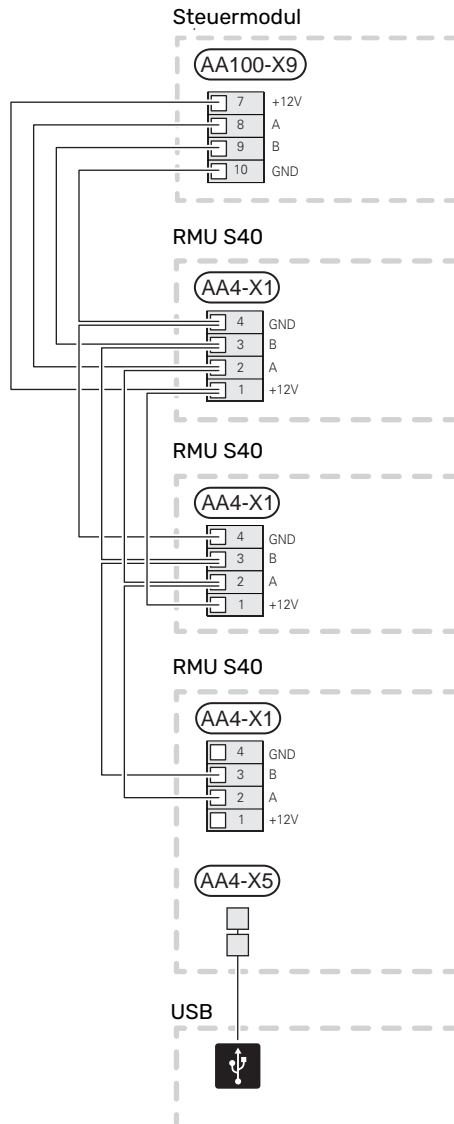 Steuermodul
AA100-X9
7 +12V
8 A
9 B
10 GND
RMU S40
AA4-X1
4 GND
3 B
2 A
1 +12V
RMU S40
AA4-X1
4 GND
3 B
2 A
1 +12V
RMU S40
AA4-X1
4 GND
3 B
2 A
1 +12V
AA4-X5
USB